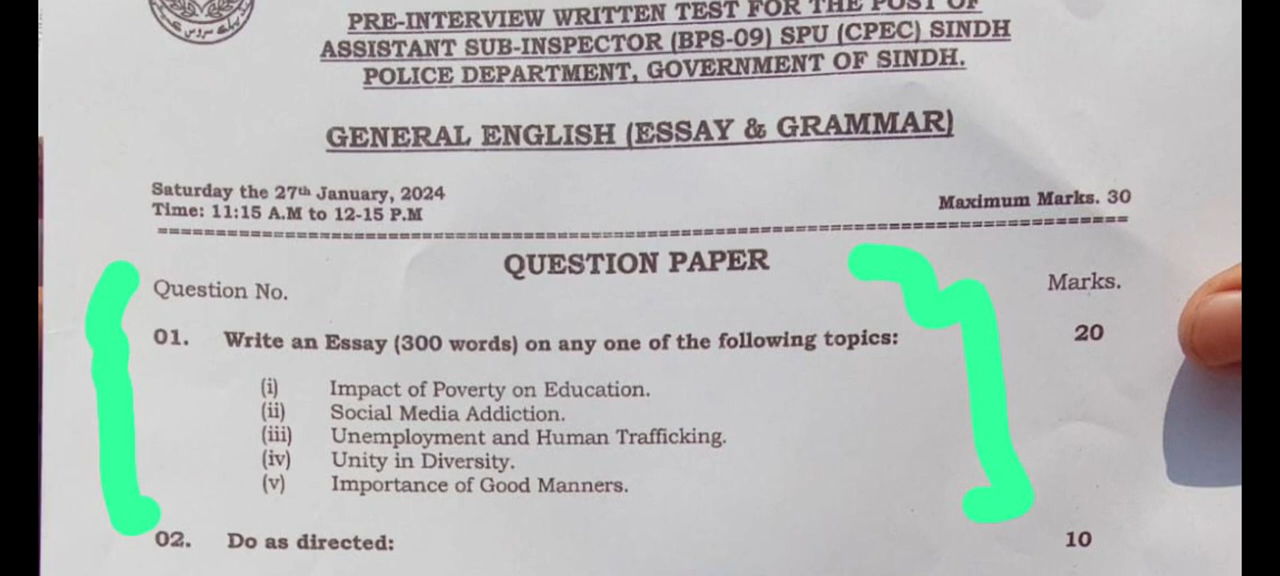 PRE-INTERVIEW WRITTEN TEST FOR THE POST OF
ASSISTANT SUB-INSPECTOR (BPS-09) SPU (CPEC) SINDH
POLICE DEPARTMENT, GOVERNMENT OF SINDH.
GENERAL ENGLISH (ESSAY & GRAMMAR)
Saturday the 27th January, 2024
Time: 11:15 A.M to 12-15 P.M
Maximum Marks. 30
QUESTION PAPER
Question No.
Marks.
01. Write an Essay (300 words) on any one of the following topics: 20
(i) Impact of Poverty on Education.
(ii) Social Media Addiction.
(iii) Unemployment and Human Trafficking.
(iv) Unity in Diversity.
(v) Importance of Good Manners.
02. Do as directed: 10